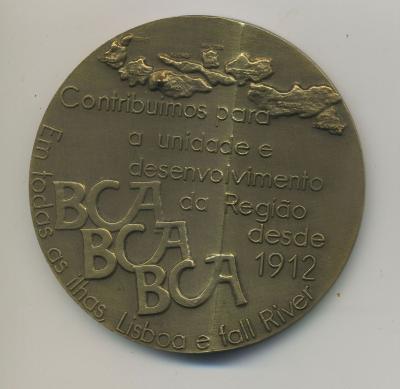 Contribuimos para
a unidade e
desenvolvimento
da Região
desde
1912
BCA
BCA
BCA
Em todas as ilhas, Lisboa e fall River